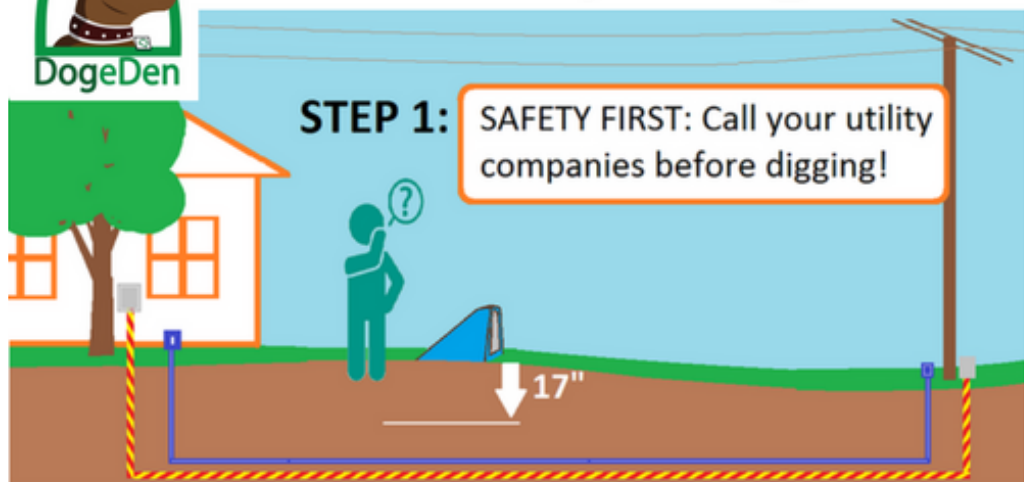 DogeDen
STEP 1:
SAFETY FIRST: Call your utility
companies before digging!
?
17"